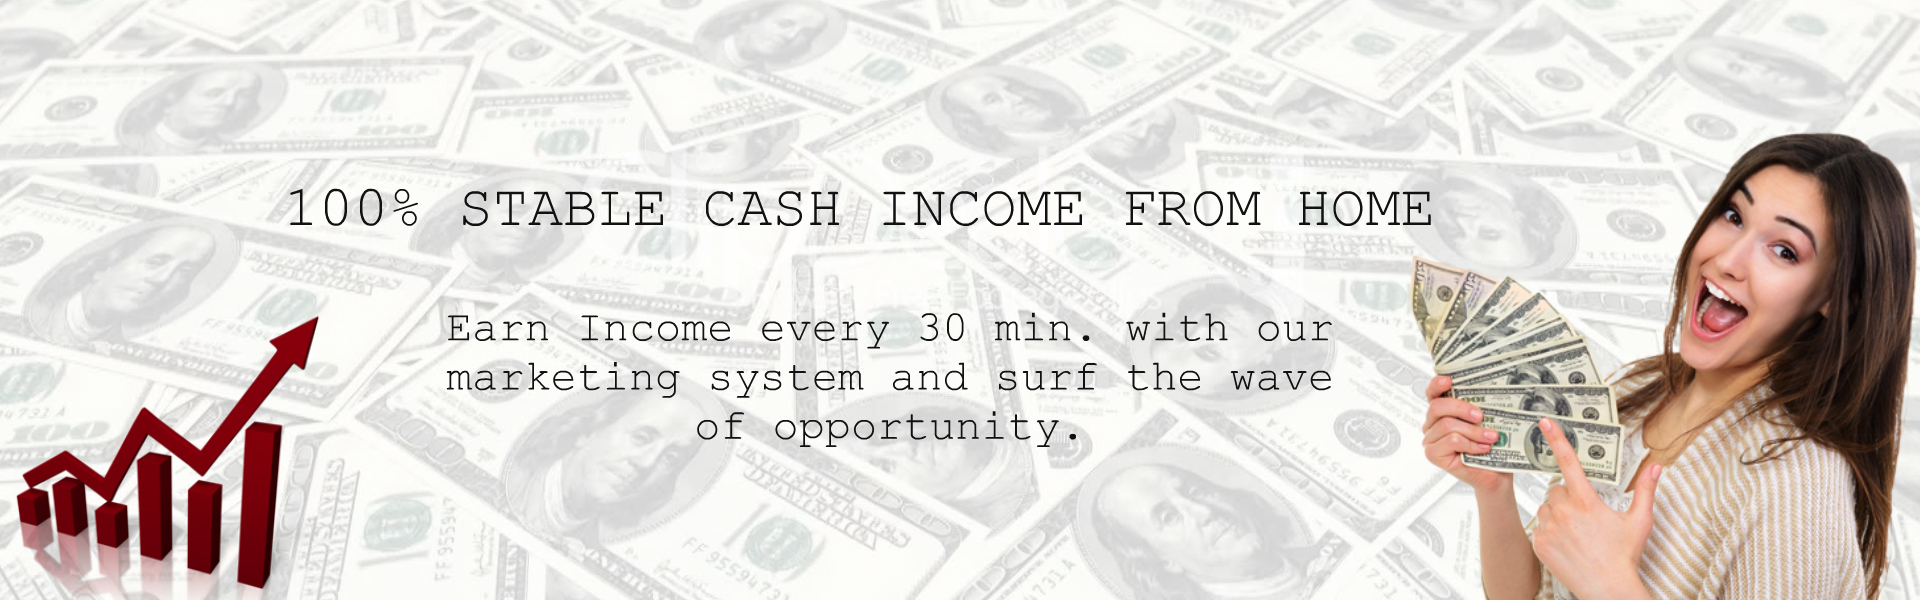 100% STABLE CASH INCOME FROM HOME
Earn Income every 30 min. with our
marketing system and surf the wave
of opportunity.